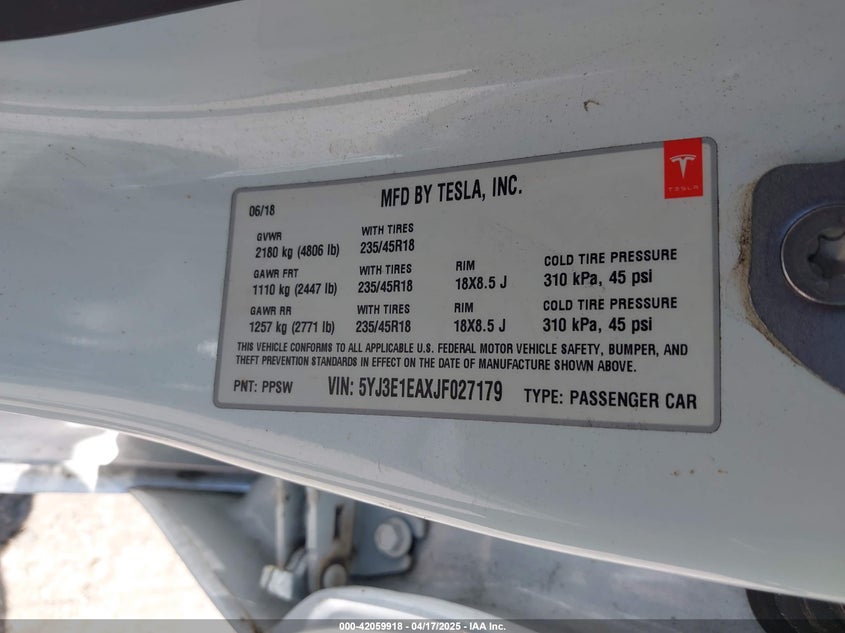 TESLA
MFD BY TESLA, INC.
06/18
GVWR WITH TIRES
2180 kg (4806 lb) 235/45R18
GAWR FRT WITH TIRES RIM COLD TIRE PRESSURE
1110 kg (2447 lb) 235/45R18 18X8.5 J 310 kPa, 45 psi
GAWR RR WITH TIRES RIM COLD TIRE PRESSURE
1257 kg (2771 lb) 235/45R18 18X8.5 J 310 kPa, 45 psi
THIS VEHICLE CONFORMS TO ALL APPLICABLE U.S. FEDERAL MOTOR VEHICLE SAFETY, BUMPER, AND
THEFT PREVENTION STANDARDS IN EFFECT ON THE DATE OF MANUFACTURE SHOWN ABOVE.
PNT: PPSW VIN: 5YJ3E1EAXJF027179 TYPE: PASSENGER CAR
000-42059918 - 04/17/2025 - IAA, Inc.